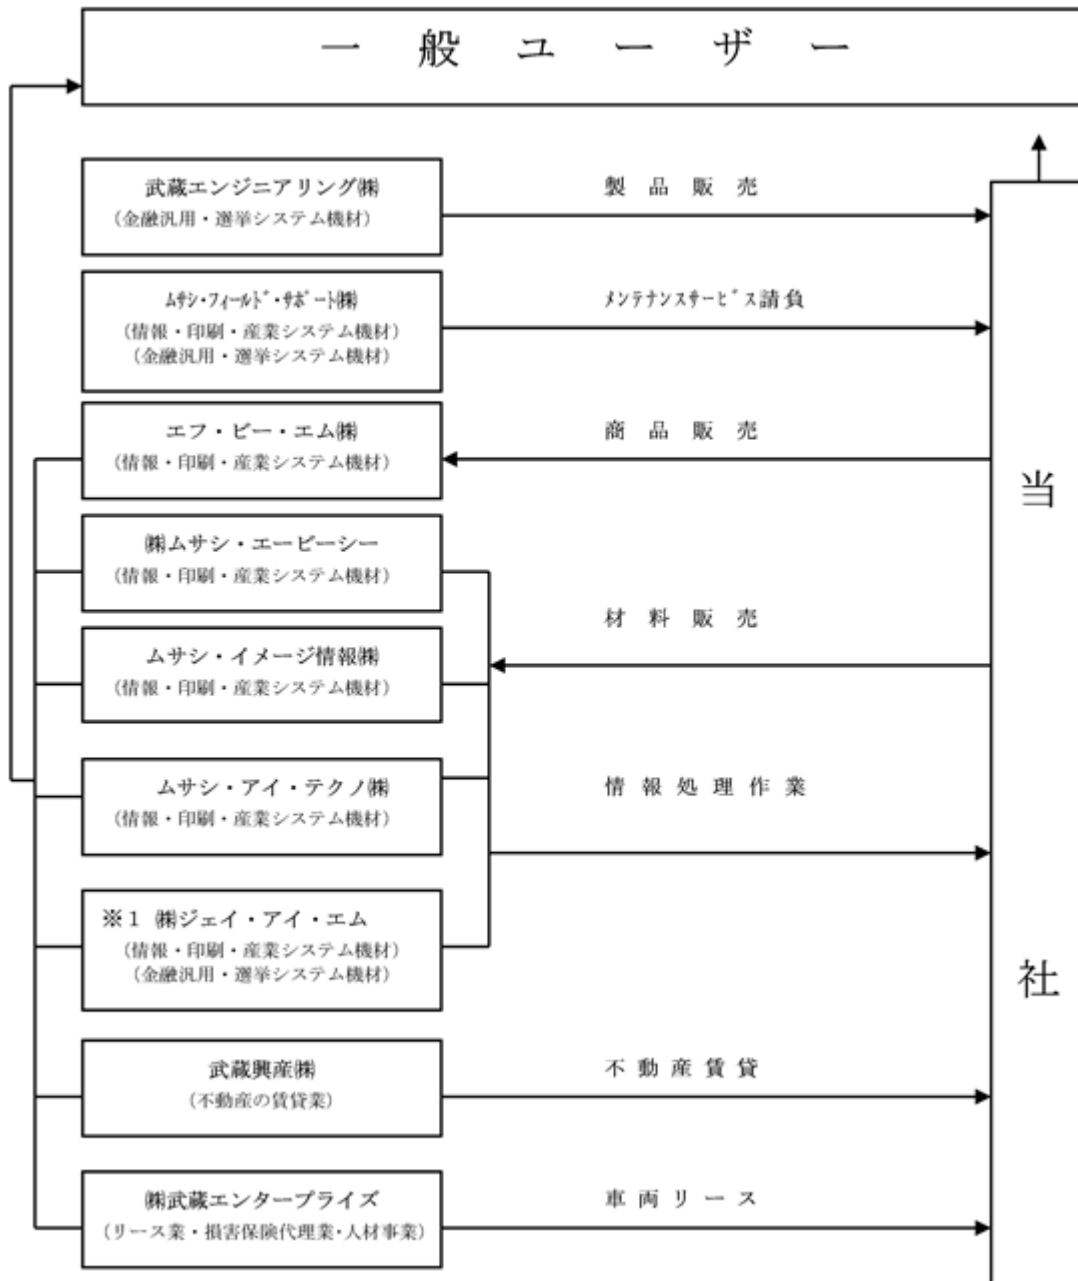 一般ユーザー
武蔵エンジニアリング㈱
(金融汎用・選挙システム機材)
製品販売
ﾑｻｼ・ﾌｨｰﾙﾄﾞ・ｻﾎﾟｰﾄ㈱
(情報・印刷・産業システム機材)
(金融汎用・選挙システム機材)
ﾒﾝﾃﾅﾝｽｻｰﾋﾞｽ請負
エフ・ビー・エム㈱
(情報・印刷・産業システム機材)
商品販売
㈱ムサシ・エービーシー
(情報・印刷・産業システム機材)
材料販売
ムサシ・イメージ情報㈱
(情報・印刷・産業システム機材)
ムサシ・アイ・テクノ㈱
(情報・印刷・産業システム機材)
情報処理作業
※1 ㈱ジェイ・アイ・エム
(情報・印刷・産業システム機材)
(金融汎用・選挙システム機材)
武蔵興産㈱
(不動産の賃貸業)
不動産賃貸
㈱武蔵エンタープライズ
(リース業・損害保険代理業・人材事業)
車両リース
当社